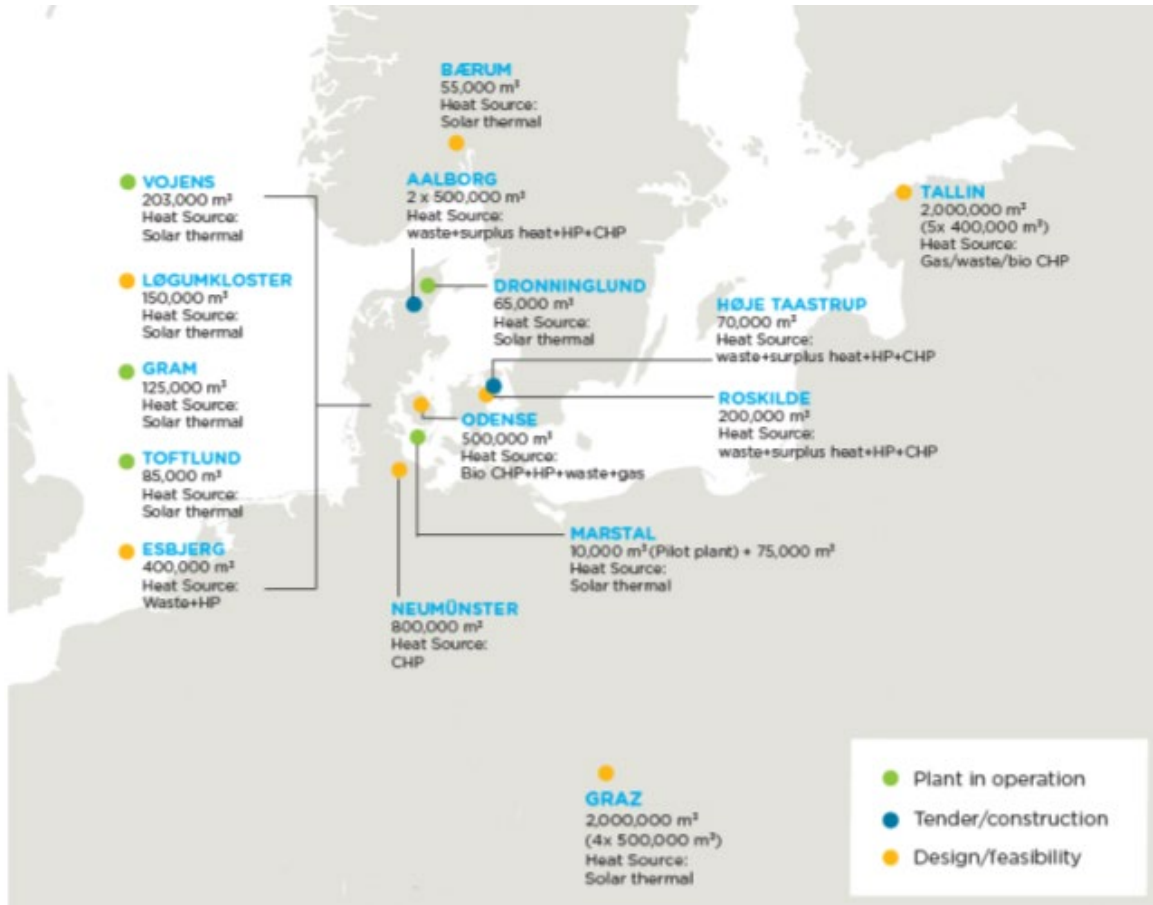 BÆRUM
55,000 m³
Heat Source:
Solar thermal
VOJENS
203,000 m³
Heat Source:
Solar thermal
LØGUMKLOSTER
150,000 m³
Heat Source:
Solar thermal
GRAM
125,000 m³
Heat Source:
Solar thermal
TOFTLUND
85,000 m³
Heat Source:
Solar thermal
ESBJERG
400,000 m³
Heat Source:
Waste+HP
AALBORG
2 x 500,000 m³
Heat Source:
waste+surplus heat+HP+CHP
DRONNINGLUND
65,000 m³
Heat Source:
Solar thermal
TALLIN
2,000,000 m³
(5x 400,000 m³)
Heat Source:
Gas/waste/bio CHP
HØJE TAASTRUP
70,000 m³
Heat Source:
waste+surplus heat+HP+CHP
ROSKILDE
200,000 m³
Heat Source:
waste+surplus heat+HP+CHP
ODENSE
500,000 m³
Heat Source:
Bio CHP+HP+waste+gas
MARSTAL
10,000 m³ (Pilot plant) + 75,000 m³
Heat Source:
Solar thermal
NEUMÜNSTER
800,000 m³
Heat Source:
CHP
GRAZ
2,000,000 m³
(4x 500,000 m³)
Heat Source:
Solar thermal
Plant in operation
Tender/construction
Design/feasibility